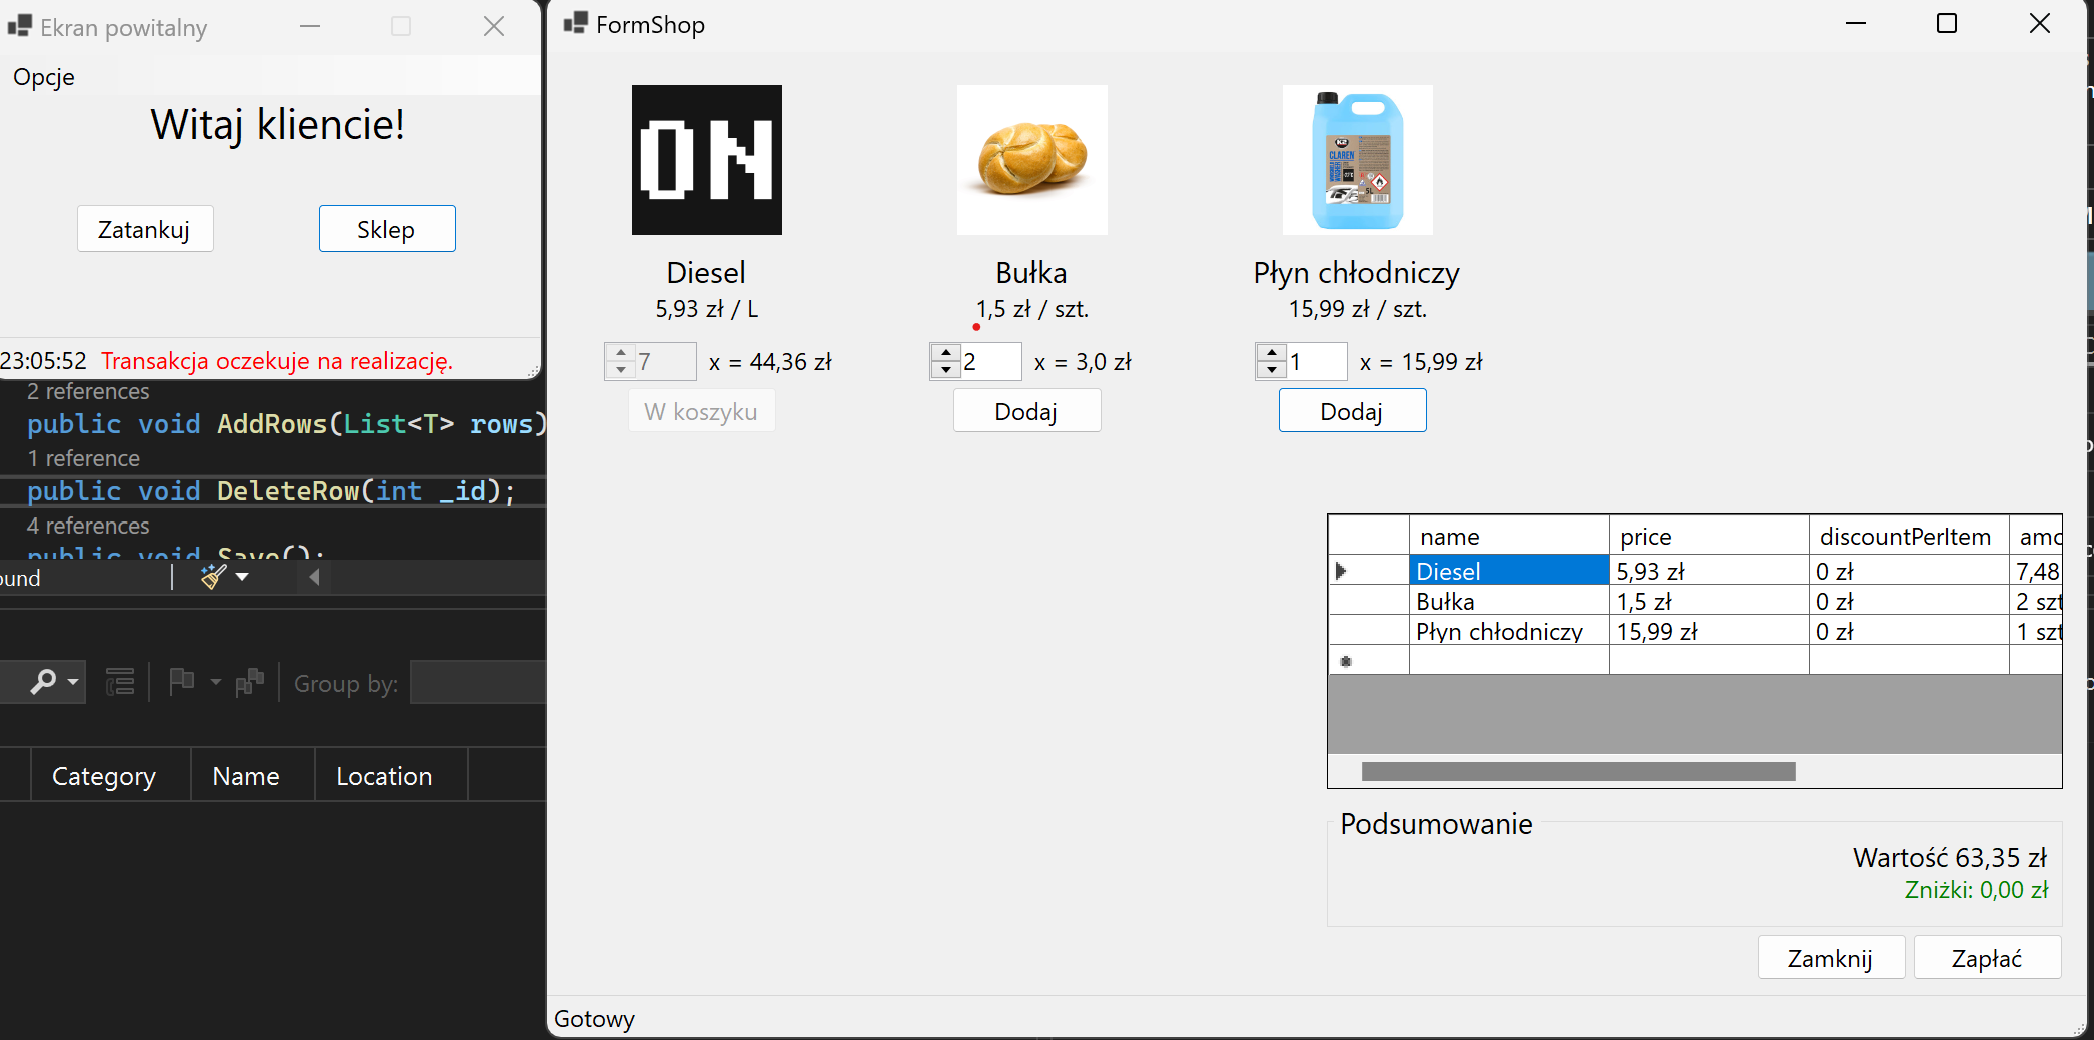 Ekran powitalny
Opcje
Witaj kliencie!
Zatankuj
Sklep
23:05:52 Transakcja oczekuje na realizację.
2 references
public void AddRows(List<T> rows)
1 reference
public void DeleteRow(int _id);
4 references
public void Save();
ound
Group by:
Category Name Location
FormShop
ON
CLAREN
5L
Diesel
5,93 zł / L
7 x = 44,36 zł
W koszyku
Bułka
1,5 zł / szt.
2 x = 3,0 zł
Dodaj
Płyn chłodniczy
15,99 zł / szt.
1 x = 15,99 zł
Dodaj
name price discountPerItem amo
Diesel 5,93 zł 0 zł 7,48
Bułka 1,5 zł 0 zł 2 szt
Płyn chłodniczy 15,99 zł 0 zł 1 szt
Podsumowanie
Wartość 63,35 zł
Zniżki: 0,00 zł
Zamknij
Zapłać
Gotowy